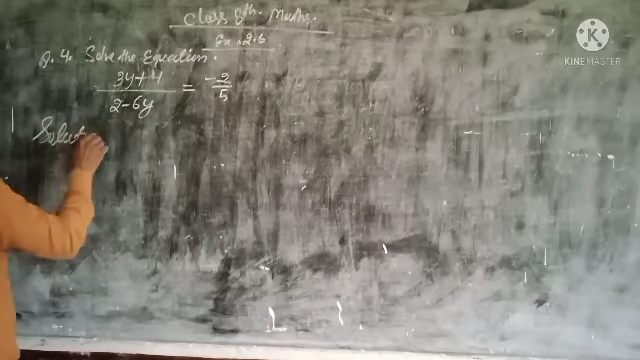 Class 8th. Maths.
Ex. 2.6
Q.4. Solve the Equation.
3y+4 / 2-6y = -2/5
Solut
KINEMASTER